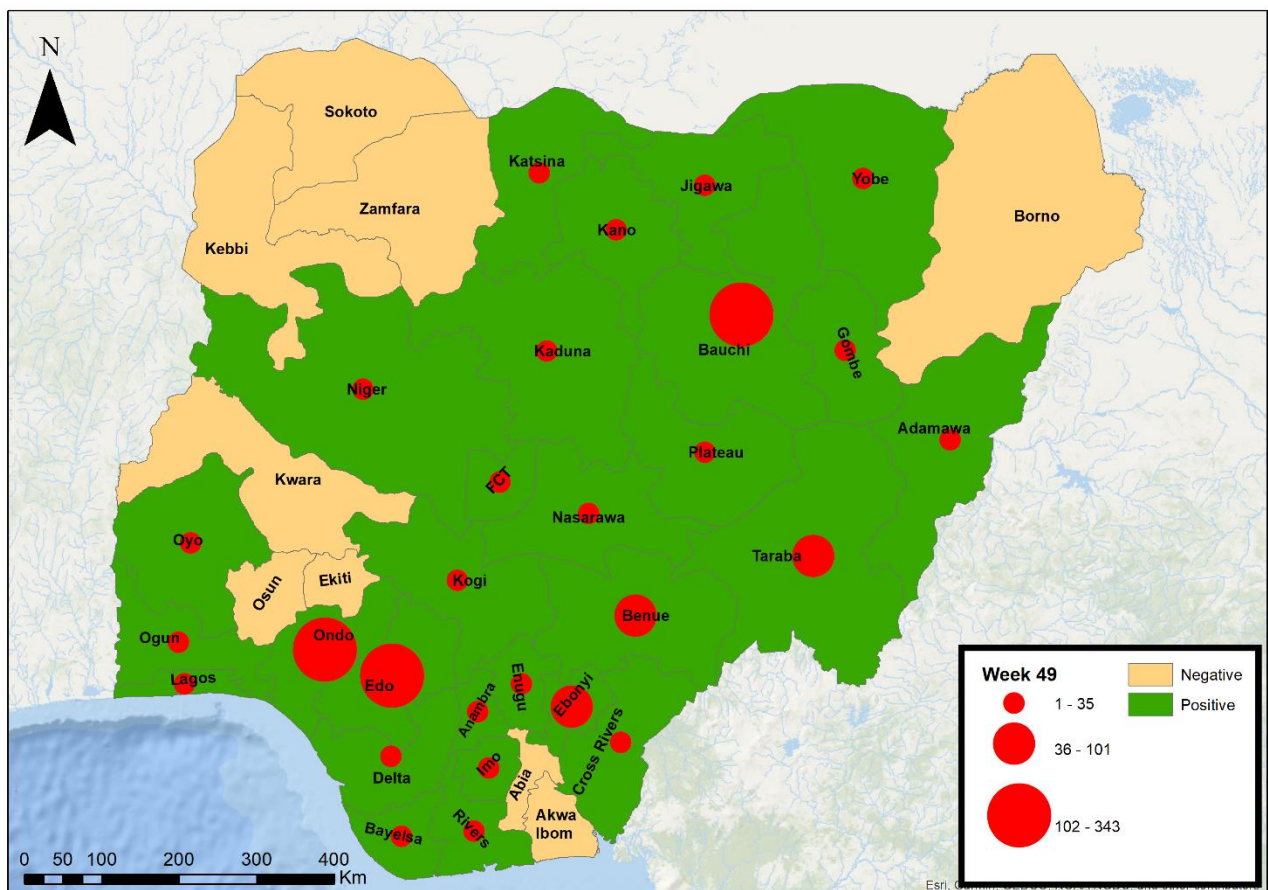 N
Sokoto
Katsina
Jigawa
Yobe
Zamfara
Borno
Kano
Kebbi
Kaduna
Bauchi
Gombe
Niger
Adamawa
Plateau
Kwara
FCT
Nasarawa
Oyo
Taraba
Osun
Ekiti
Kogi
Benue
Ogun
Ondo
Edo
Lagos
Enugu
Ebonyi
Anambra
Cross Rivers
Delta
Imo
Abia
Akwa
Ibom
Bayelsa
Rivers
Week 49
1 - 35
36 - 101
102 - 343
Negative
Positive
0 50 100 200 300 400
Km
Esri,